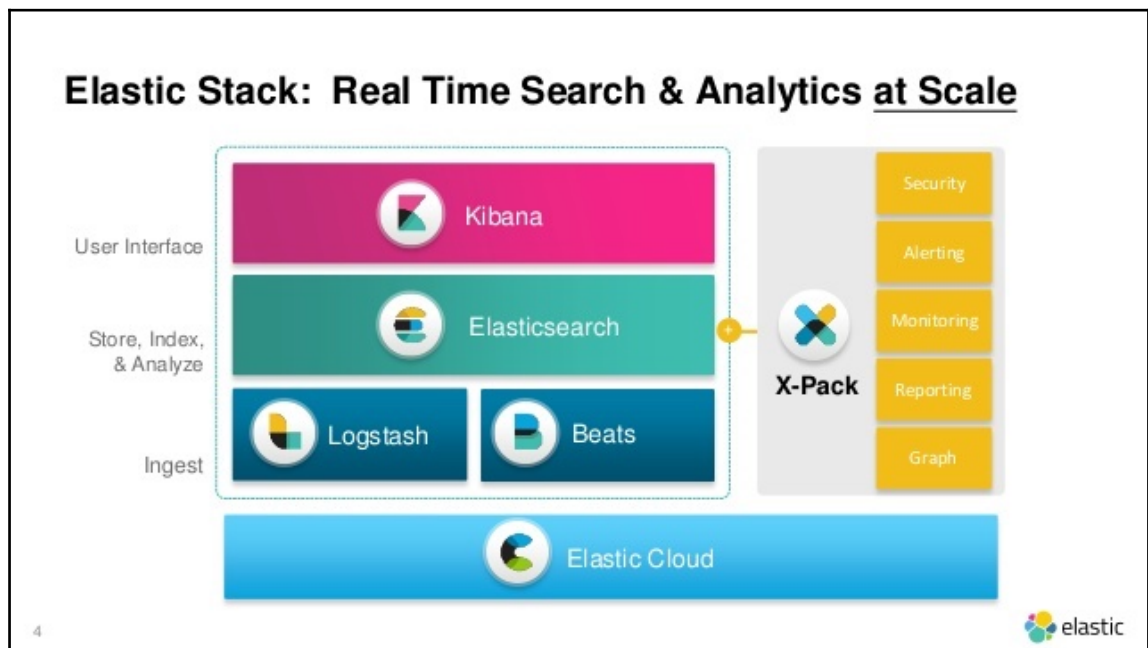 Elastic Stack: Real Time Search & Analytics at Scale
User Interface
Kibana
Store, Index,
& Analyze
Elasticsearch
Ingest
Logstash
Beats
+
X-Pack
Security
Alerting
Monitoring
Reporting
Graph
Elastic Cloud
4
elastic